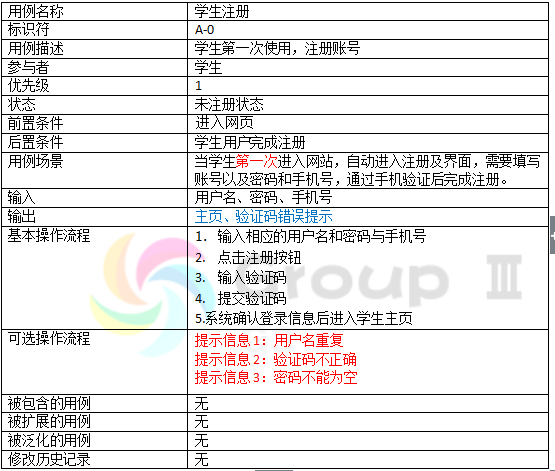 用例名称 学生注册
标识符 A-0
用例描述 学生第一次使用，注册账号
参与者 学生
优先级 1
状态 未注册状态
前置条件 进入网页
后置条件 学生用户完成注册
用例场景 当学生第一次进入网站，自动进入注册及界面，需要填写
账号以及密码和手机号，通过手机验证后完成注册。
输入 用户名、密码、手机号
输出 主页、验证码错误提示
基本操作流程 1. 输入相应的用户名和密码与手机号
2. 点击注册按钮
3. 输入验证码
4. 提交验证码
5.系统确认登录信息后进入学生主页
可选操作流程 提示信息 1：用户名重复
提示信息 2：验证码不正确
提示信息 3：密码不能为空
被包含的用例 无
被扩展的用例 无
被泛化的用例 无
修改历史记录 无
Group III